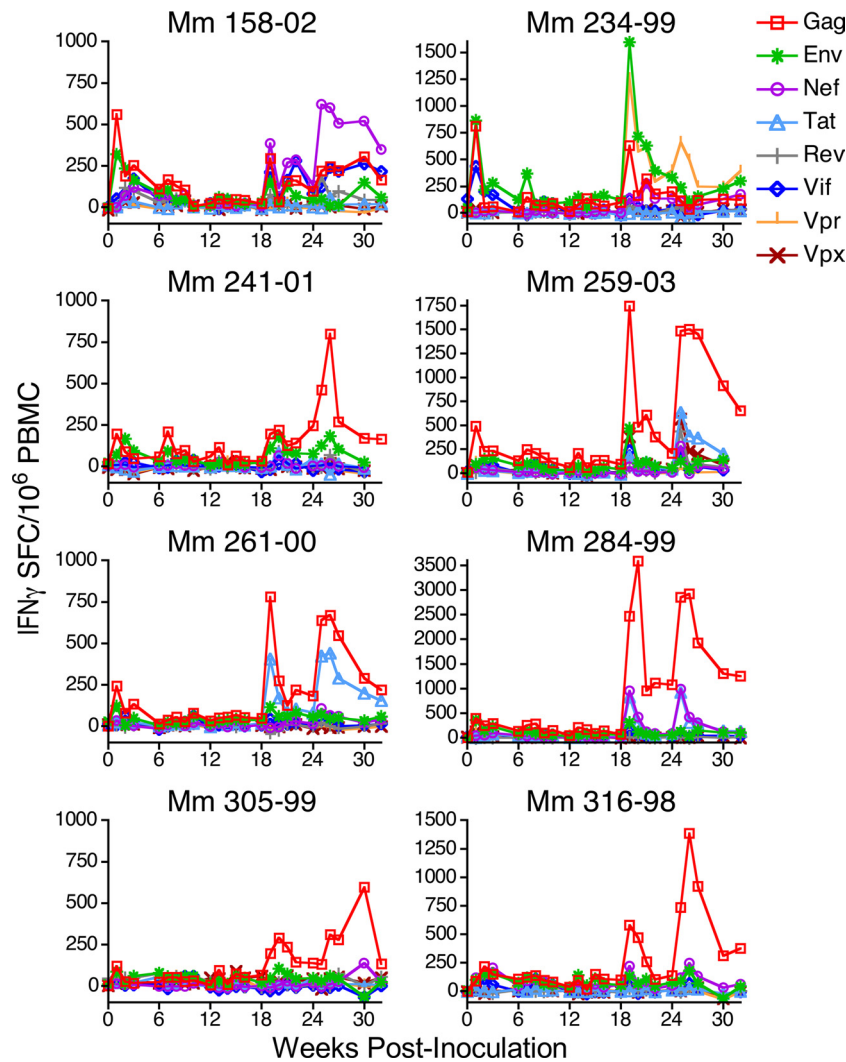 Mm 158-02
Mm 234-99
Gag
Env
Nef
Tat
Rev
Vif
Vpr
Vpx
1000
750
500
250
0
0 6 12 18 24 30
1500
1250
1000
750
500
250
0
0 6 12 18 24 30
Mm 241-01
Mm 259-03
1000
750
500
250
0
0 6 12 18 24 30
1750
1500
1250
1000
750
500
250
0
0 6 12 18 24 30
IFNγ SFC/10⁶ PBMC
Mm 261-00
Mm 284-99
1000
750
500
250
0
0 6 12 18 24 30
3500
3000
2500
2000
1500
1000
500
0
0 6 12 18 24 30
Mm 305-99
Mm 316-98
1000
750
500
250
0
0 6 12 18 24 30
1500
1250
1000
750
500
250
0
0 6 12 18 24 30
Weeks Post-Inoculation